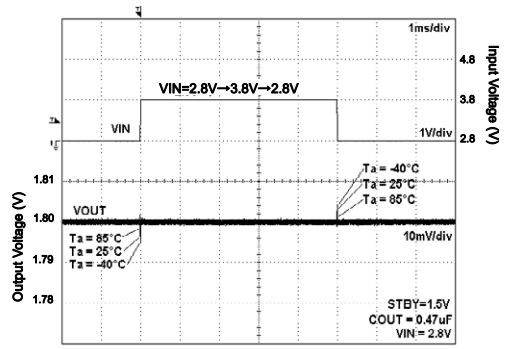 1ms/div
4.8
VIN=2.8V→3.8V→2.8V
3.8
VIN
1V/div
2.8
Input Voltage (V)
Ta = -40°C
Ta = 25°C
Ta = 85°C
1.81
VOUT
1.80
10mV/div
Ta = 85°C
Ta = 25°C
Ta = -40°C
1.79
1.78
Output Voltage (V)
STBY=1.5V
COUT = 0.47uF
VIN = 2.8V